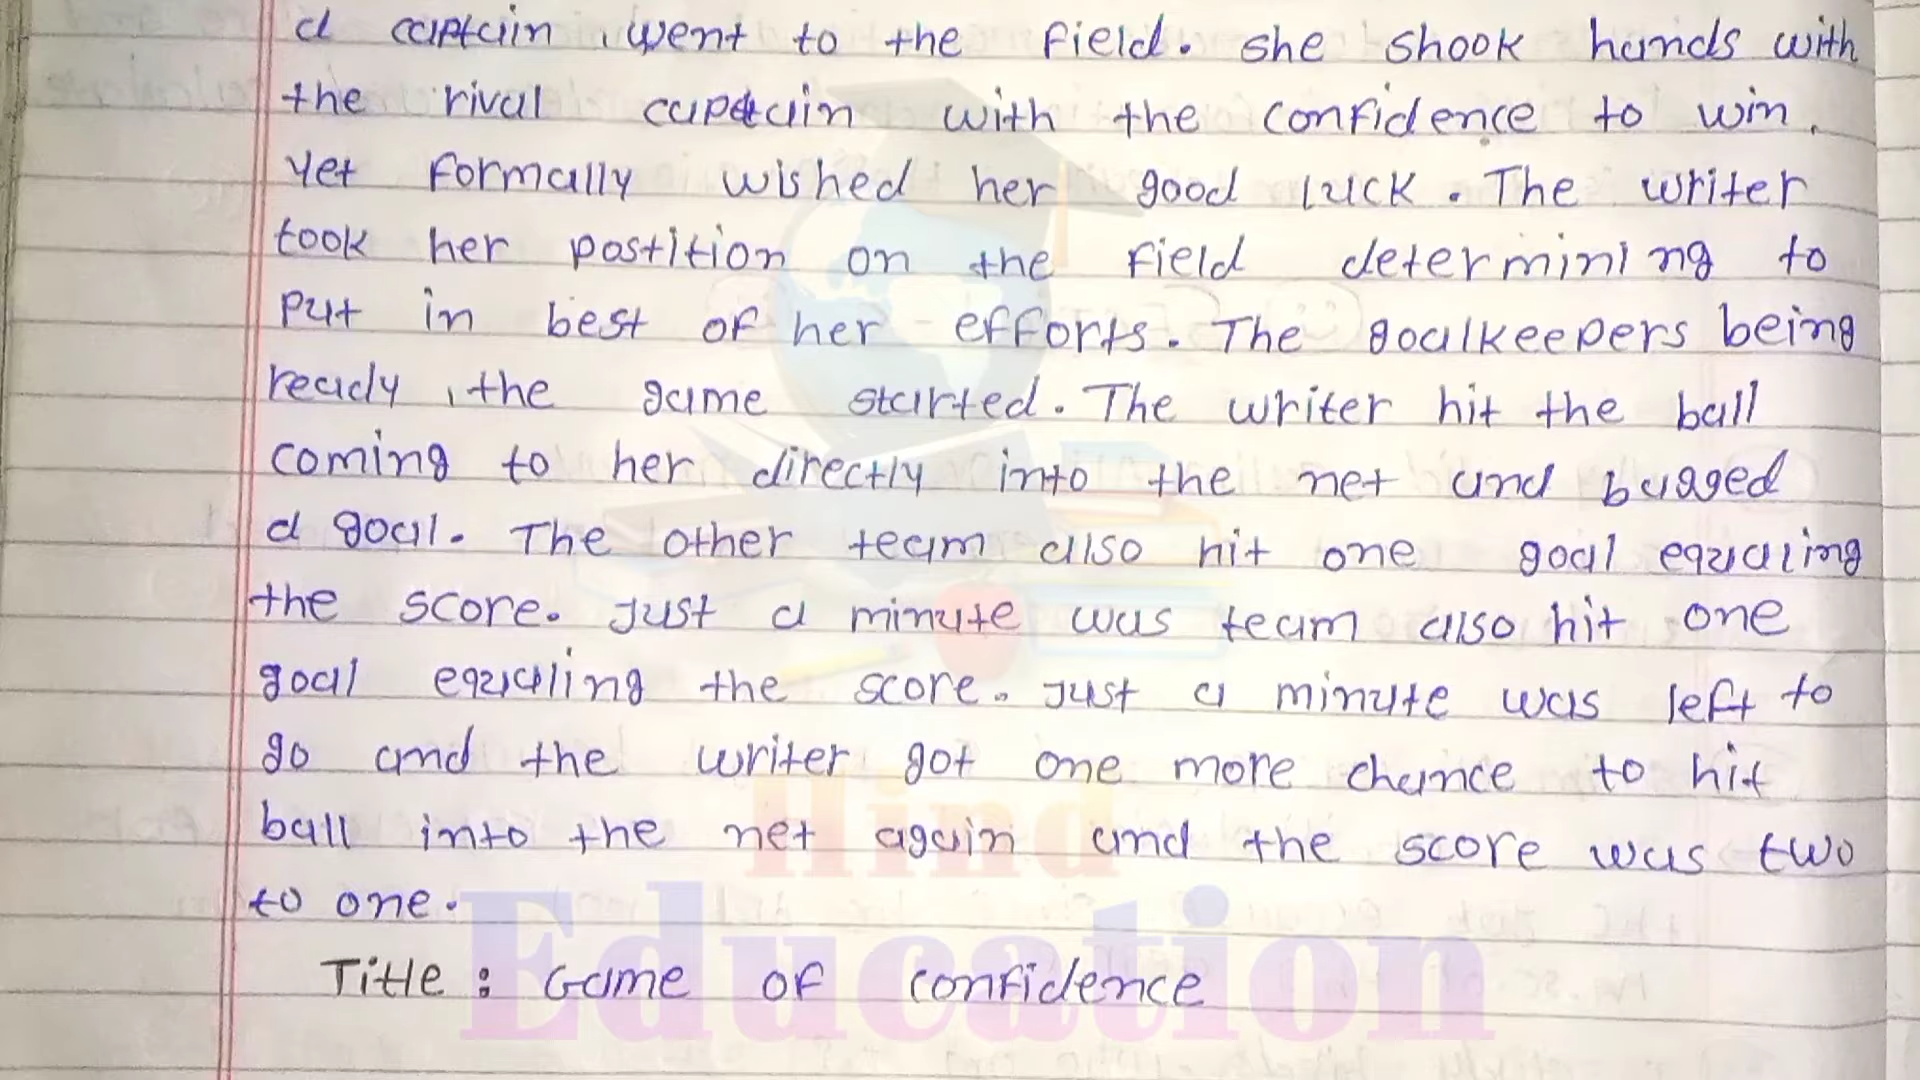 a captain, went to the field. she shook hands with
the rival captain with the confidence to win.
Yet formally wished her good luck. The writer
took her postition on the field determining to
put in best of her efforts. The goalkeepers being
ready, the game started. The writer hit the ball
coming to her directly into the net and bagged
a goal. The other team also hit one goal equaling
the score. Just a minute was team also hit one
goal equaling the score. Just a minute was left to
go and the writer got one more chance to hit
ball into the net again and the score was two
to one.
Title : Game of confidence
Hind
Education